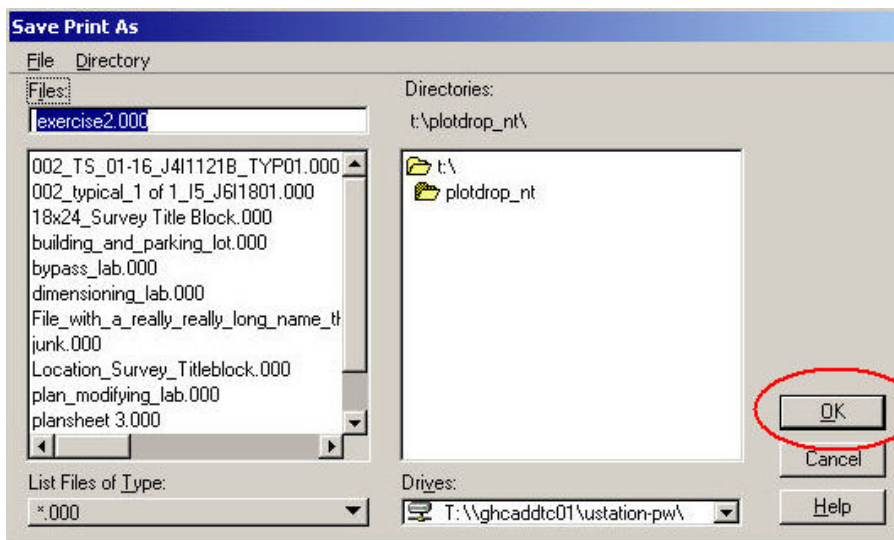 Save Print As
File Directory
Files:
exercise2.000
002_TS_01-16_J4I1121B_TYP01.000
002_typical_1 of 1_I5_J6I1801.000
18x24_Survey Title Block.000
building_and_parking_lot.000
bypass_lab.000
dimensioning_lab.000
File_with_a_really_really_long_name_
junk.000
Location_Survey_Titleblock.000
plan_modifying_lab.000
plansheet 3.000
List Files of Type:
*.000
Directories:
t:\plotdrop_nt\
t:\
plotdrop_nt
Drives:
T:\\ghcaddtc01\ustation-pw\
OK
Cancel
Help